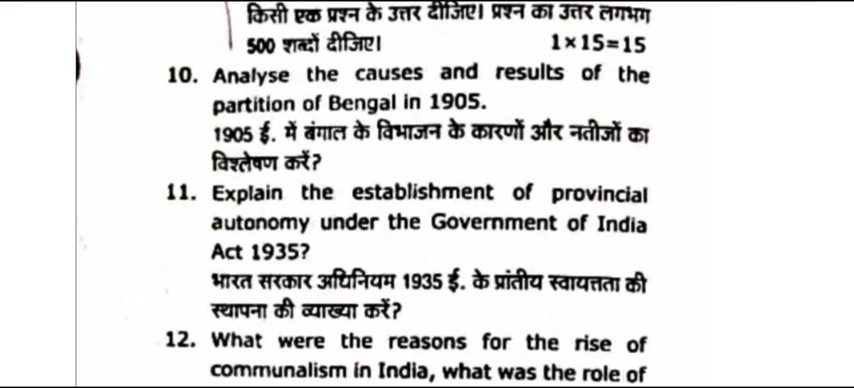 किसी एक प्रश्न के उत्तर दीजिए। प्रश्न का उत्तर लगभग
500 शब्दों दीजिए। 1×15=15
10. Analyse the causes and results of the
partition of Bengal in 1905.
1905 ई. में बंगाल के विभाजन के कारणों और नतीजों का
विश्लेषण करें?
11. Explain the establishment of provincial
autonomy under the Government of India
Act 1935?
भारत सरकार अधिनियम 1935 ई. के प्रांतीय स्वायत्तता की
स्थापना की व्याख्या करें?
12. What were the reasons for the rise of
communalism in India, what was the role of